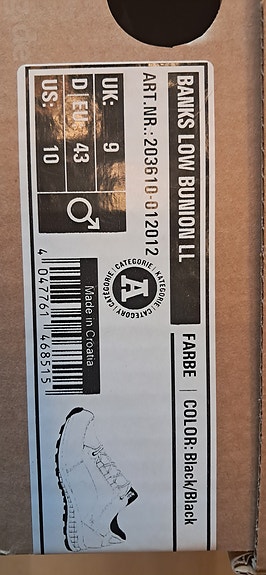 BANKS LOW BUNION LL
FARBE | COLOR: Black/Black
ART.NR.: 203610-012012
UK: 9
D|EU: 43
US: 10
KATEGORIE | CATEGORY | CATEGORIE
A
Made in Croatia
4 047761 468515